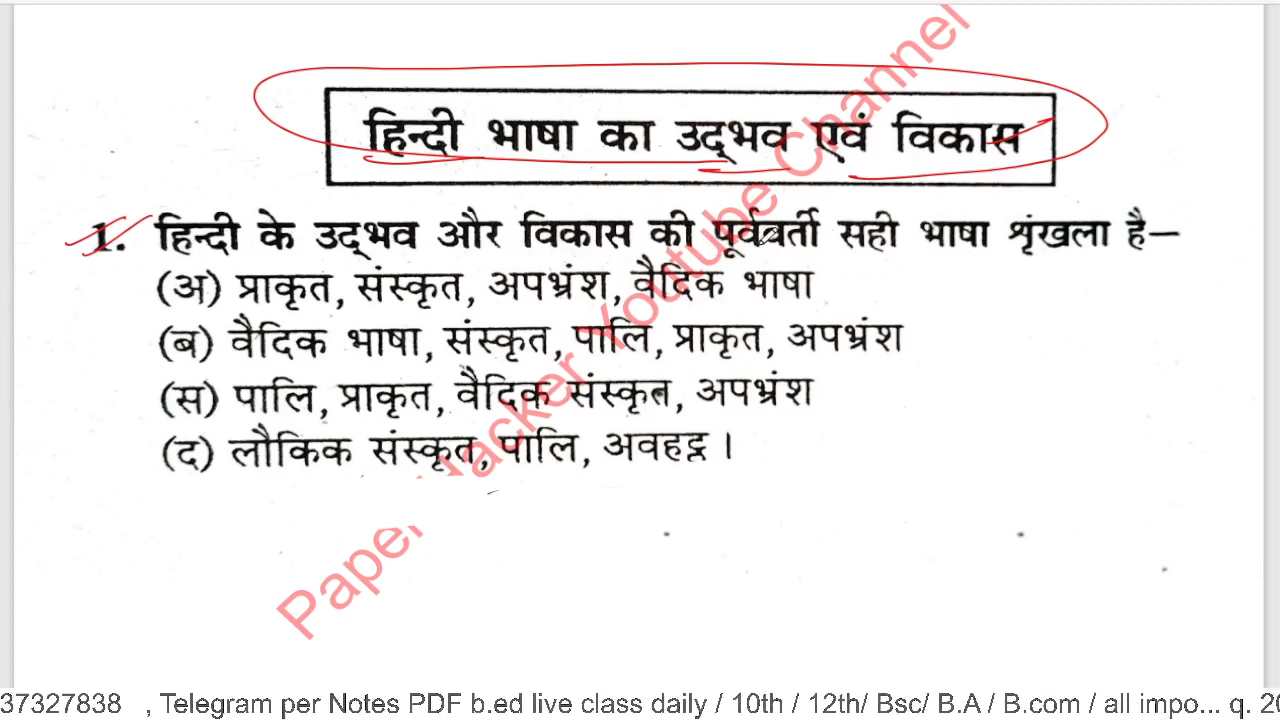 हिन्दी भाषा का उद्‌भव एवं विकास
1. हिन्दी के उद्‌भव और विकास की पूर्ववर्ती सही भाषा शृंखला है—
(अ) प्राकृत, संस्कृत, अपभ्रंश, वैदिक भाषा
(ब) वैदिक भाषा, संस्कृत, पालि, प्राकृत, अपभ्रंश
(स) पालि, प्राकृत, वैदिक संस्कृत, अपभ्रंश
(द) लौकिक संस्कृत, पालि, अवहट्ठ ।
Paper Hacker Youtube Channel
37327838 , Telegram per Notes PDF b.ed live class daily / 10th / 12th/ Bsc/ B.A / B.com / all impo... q. 20